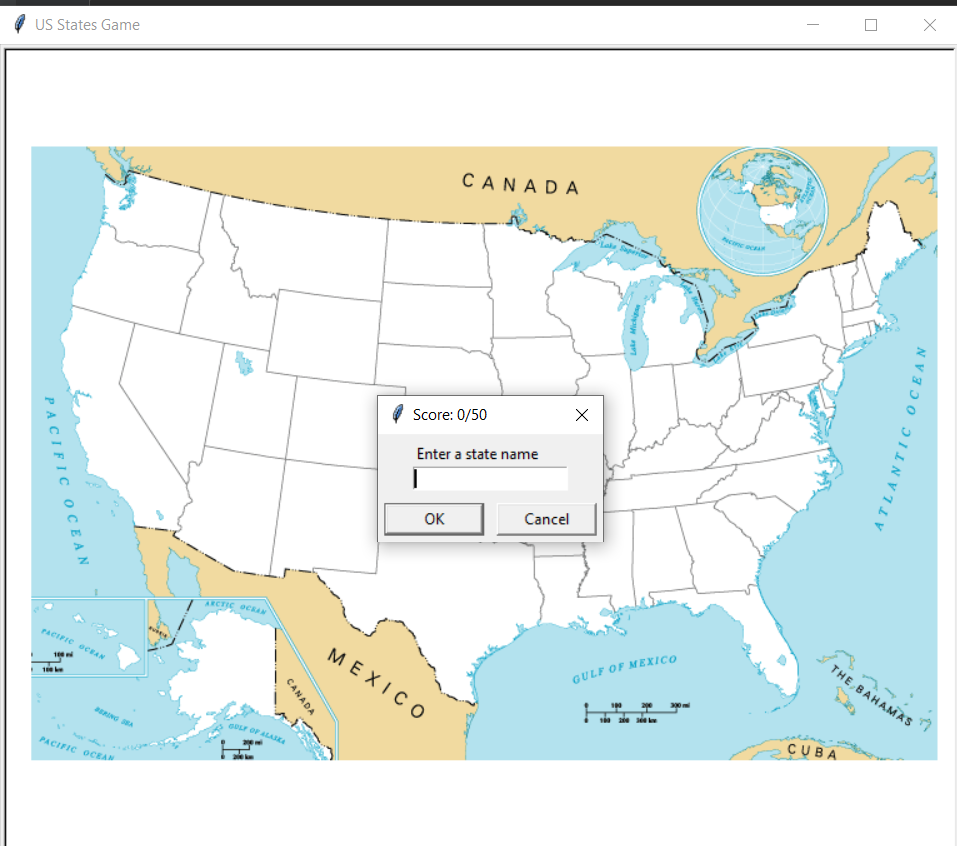 US States Game
CANADA
Lake Superior
PACIFIC OCEAN
Lake Michigan
Score: 0/50
Enter a state name
OK
Cancel
PACIFIC OCEAN
ATLANTIC OCEAN
ARCTIC OCEAN
PACIFIC OCEAN
RUSSIA
100 mi
100 km
MEXICO
CANADA
GULF OF MEXICO
THE BAHAMAS
0 100 200 300 mi
0 100 200 300 km
BERING SEA
GULF OF ALASKA
PACIFIC OCEAN
0 200 mi
0 200 km
CUBA